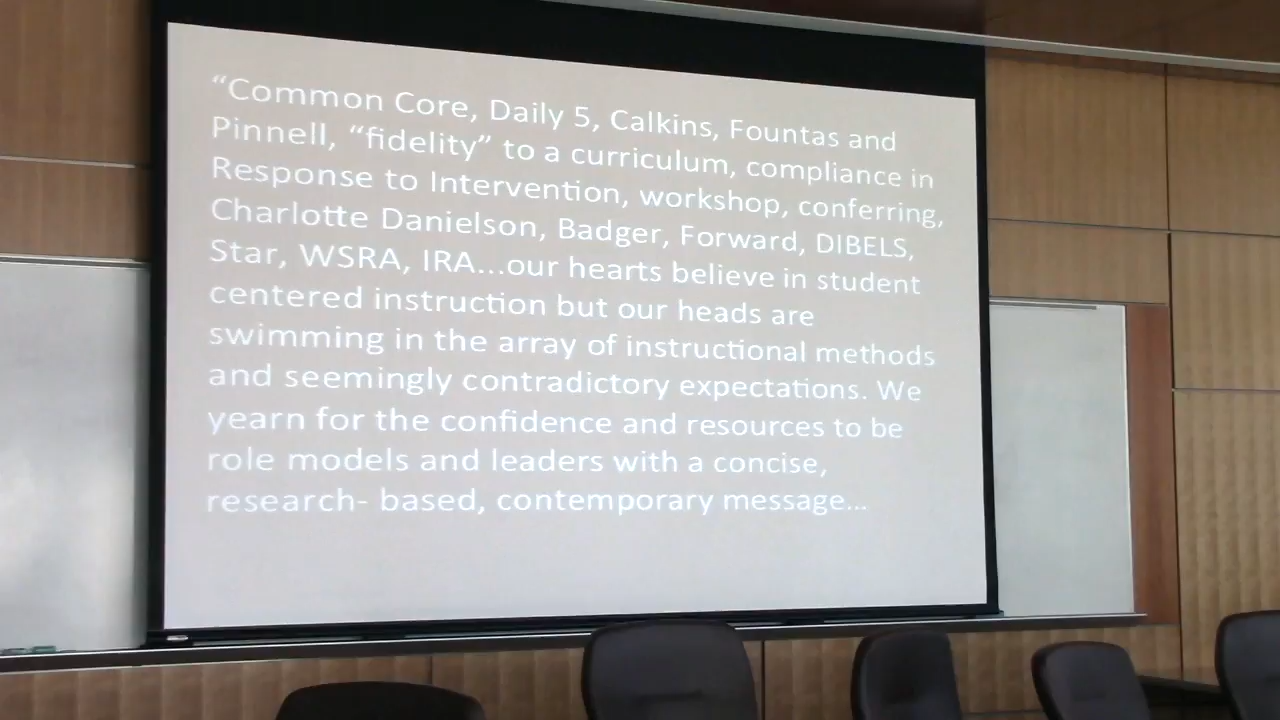 “Common Core, Daily 5, Calkins, Fountas and
Pinnell, “fidelity” to a curriculum, compliance in
Response to Intervention, workshop, conferring,
Charlotte Danielson, Badger, Forward, DIBELS,
Star, WSRA, IRA...our hearts believe in student
centered instruction but our heads are
swimming in the array of instructional methods
and seemingly contradictory expectations. We
yearn for the confidence and resources to be
role models and leaders with a concise,
research- based, contemporary message...